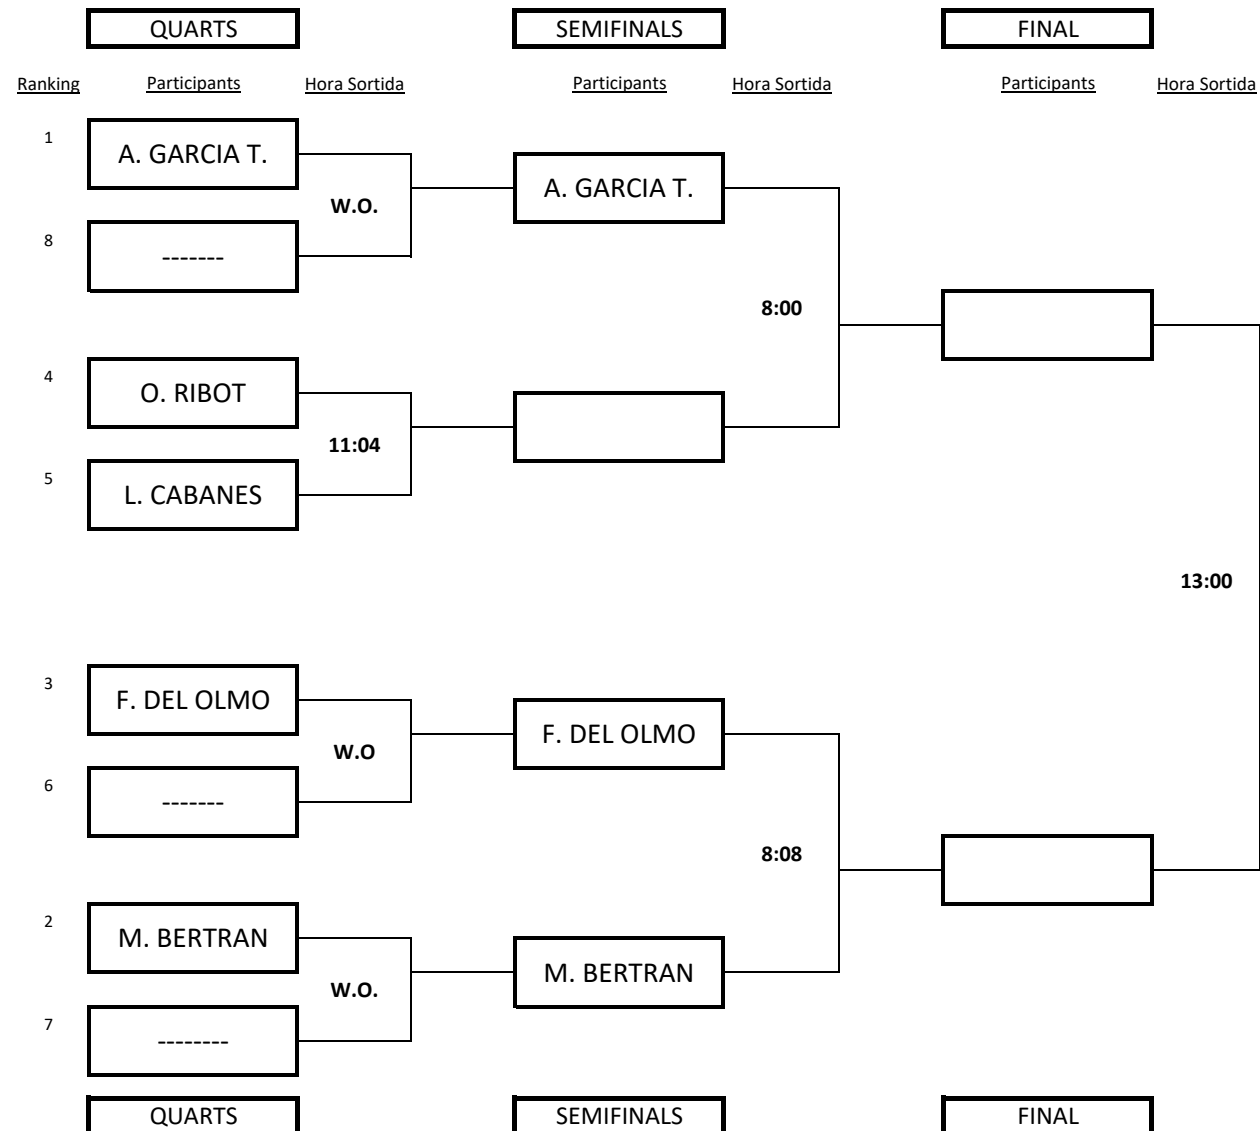 QUARTS SEMIFINALS FINAL
Ranking Participants Hora Sortida Participants Hora Sortida Participants Hora Sortida
1
A. GARCIA T.
A. GARCIA T.
W.O.
8
-------
8:00
4
O. RIBOT
11:04
5
L. CABANES
13:00
3
F. DEL OLMO
F. DEL OLMO
W.O
6
-------
8:08
2
M. BERTRAN
M. BERTRAN
W.O.
7
--------
QUARTS SEMIFINALS FINAL